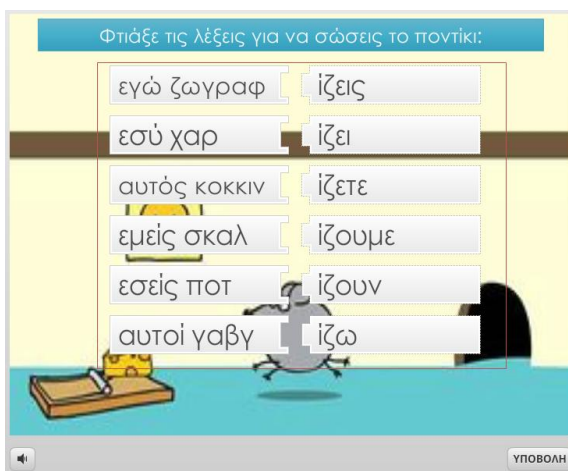 Φτιάξε τις λέξεις για να σώσεις το ποντίκι:
εγώ ζωγραφ ίζεις
εσύ χαρ ίζει
αυτός κοκκιν ίζετε
εμείς σκαλ ίζουμε
εσείς ποτ ίζουν
αυτοί γαβγ ίζω
ΥΠΟΒΟΛΗ